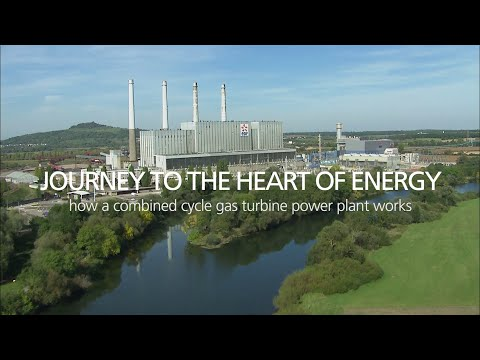 JOURNEY TO THE HEART OF ENERGY
how a combined cycle gas turbine power plant works